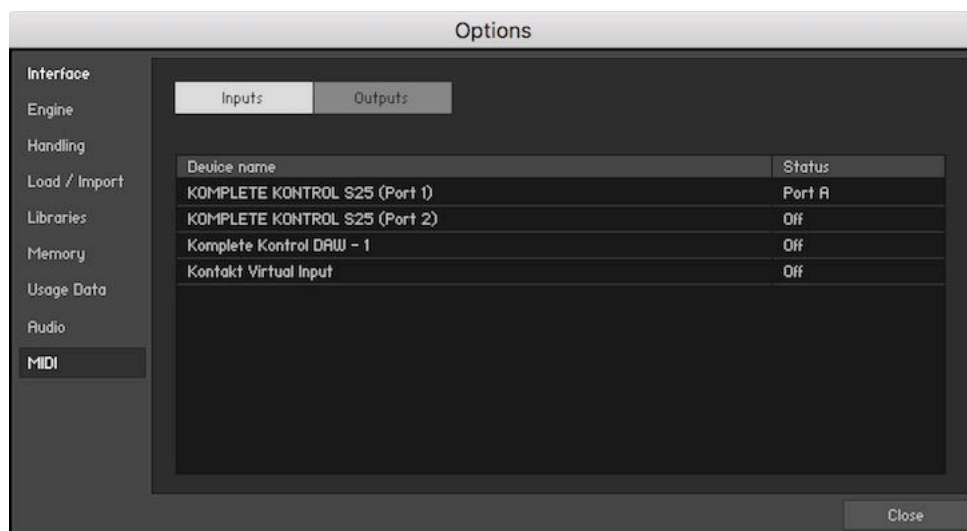 Options
Interface
Engine
Handling
Load / Import
Libraries
Memory
Usage Data
Audio
MIDI
Inputs Outputs
Device name Status
KOMPLETE KONTROL S25 (Port 1) Port A
KOMPLETE KONTROL S25 (Port 2) Off
Komplete Kontrol DAW - 1 Off
Kontakt Virtual Input Off
Close